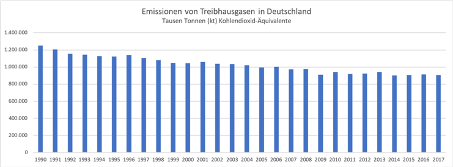 Emissionen von Treibhausgasen in Deutschland
Tausen Tonnen (kt) Kohlendioxid-Äquivalente
1.400.000
1.200.000
1.000.000
800.000
600.000
400.000
200.000
0
1990 1991 1992 1993 1994 1995 1996 1997 1998 1999 2000 2001 2002 2003 2004 2005 2006 2007 2008 2009 2010 2011 2012 2013 2014 2015 2016 2017